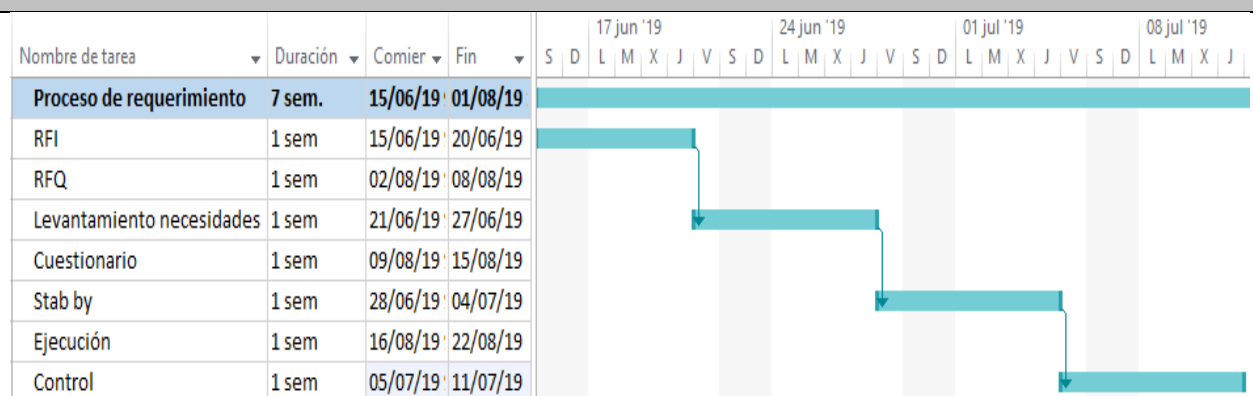 17 jun '19 24 jun '19 01 jul '19 08 jul '19
Nombre de tarea Duración Comier Fin S D L M X J V S D L M X J V S D L M X J V S D L M X J
Proceso de requerimiento 7 sem. 15/06/19 01/08/19
RFI 1 sem 15/06/19 20/06/19
RFQ 1 sem 02/08/19 08/08/19
Levantamiento necesidades 1 sem 21/06/19 27/06/19
Cuestionario 1 sem 09/08/19 15/08/19
Stab by 1 sem 28/06/19 04/07/19
Ejecución 1 sem 16/08/19 22/08/19
Control 1 sem 05/07/19 11/07/19